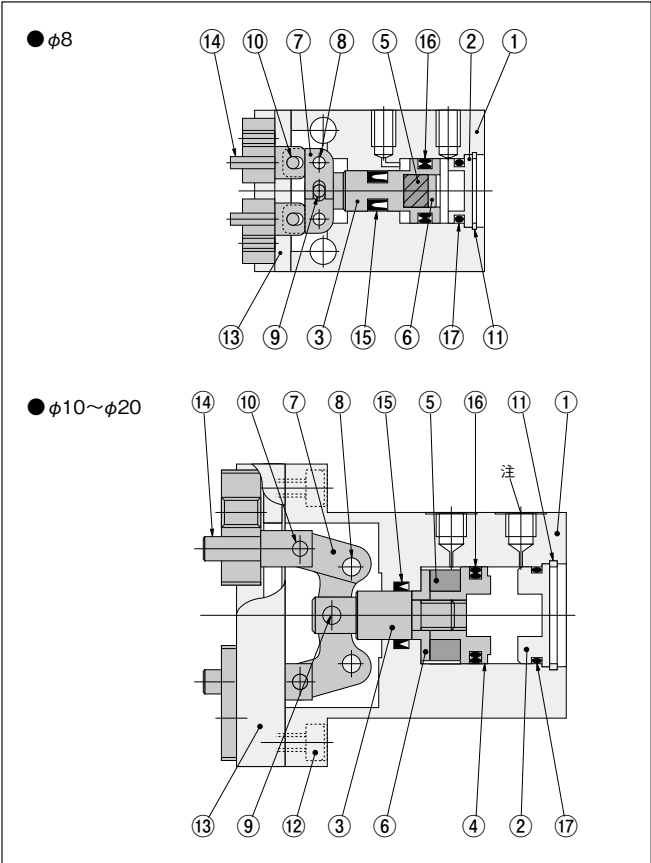 ● φ8
⑭ ⑩ ⑦ ⑧ ⑤ ⑯ ② ①
⑬ ⑨ ③ ⑮ ⑥ ⑰ ⑪
● φ10～φ20
⑭ ⑩ ⑦ ⑧ ⑮ ⑤ ⑯ ⑪ ①
注
⑬ ⑨ ⑫ ③ ⑥ ④ ② ⑰